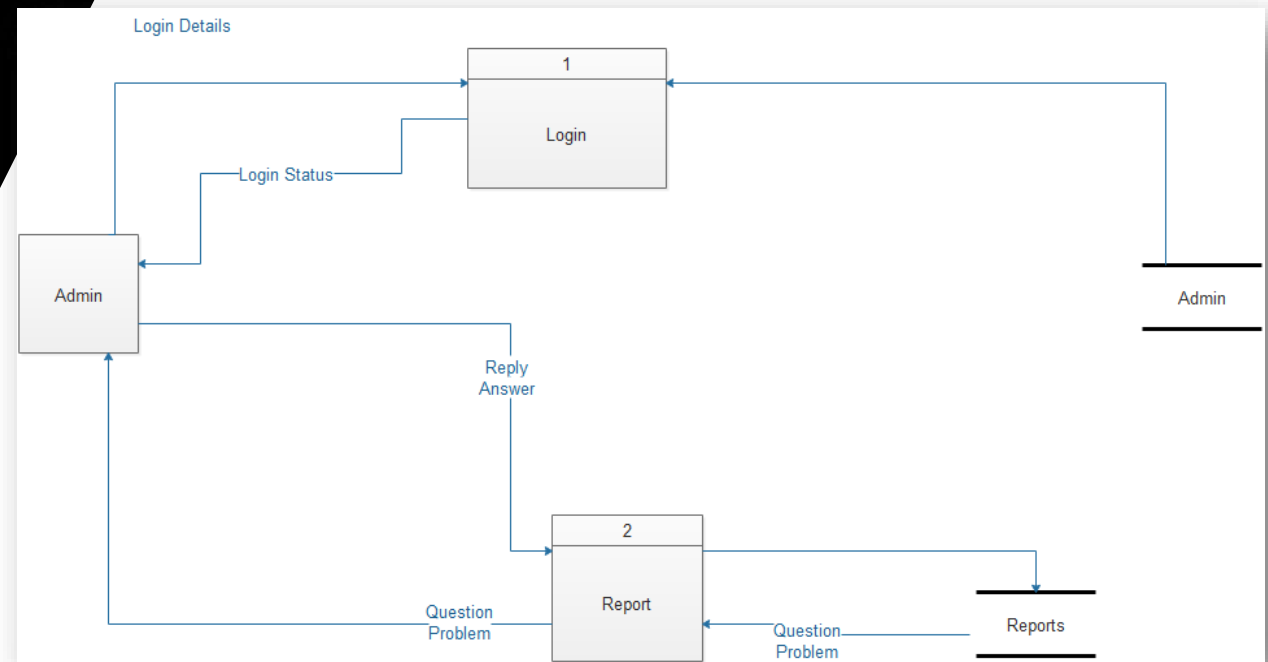 Login Details
1
Login
Login Status
Admin
Admin
Reply
Answer
2
Report
Question
Problem
Reports
Question
Problem